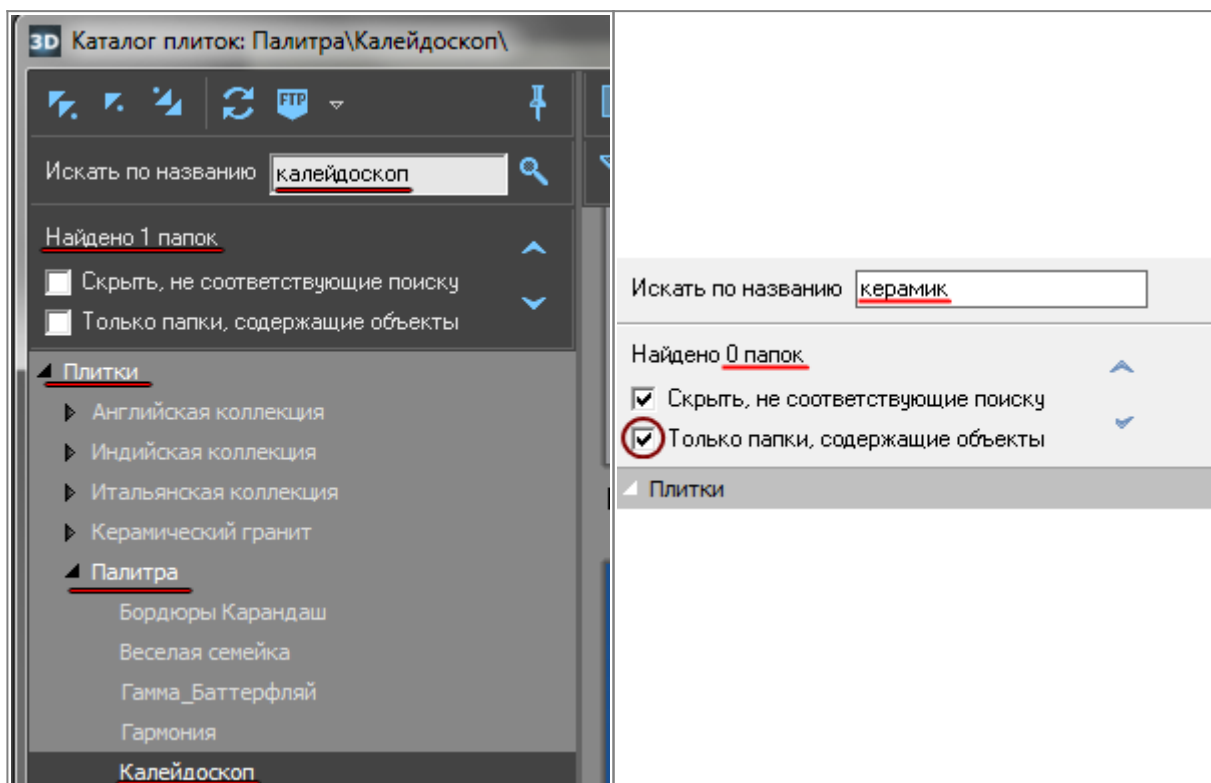 3D Каталог плиток: Палитра\Калейдоскоп\
FTP
Искать по названию калейдоскоп
Найдено 1 папок
Скрыть, не соответствующие поиску
Только папки, содержащие объекты
Плитки
Английская коллекция
Индийская коллекция
Итальянская коллекция
Керамический гранит
Палитра
Бордюры Карандаш
Веселая семейка
Гамма_Баттерфляй
Гармония
Калейдоскоп
Искать по названию керамик
Найдено 0 папок
Скрыть, не соответствующие поиску
Только папки, содержащие объекты
Плитки